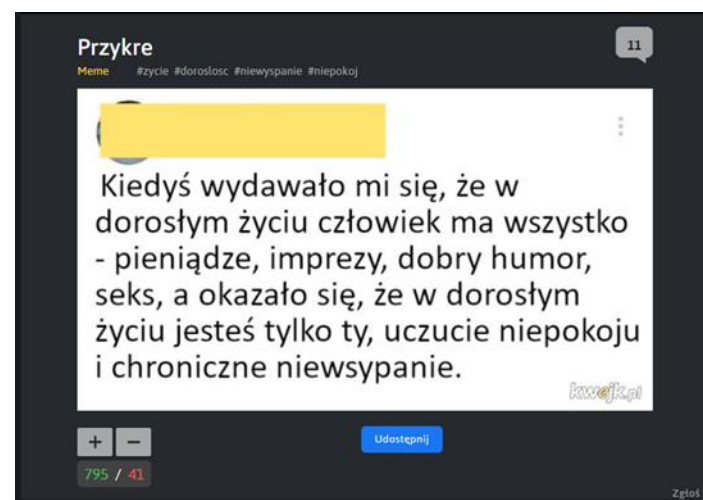 Przykre
11
Meme #zycie #doroslosc #niewyspanie #niepokoj
Kiedyś wydawało mi się, że w
dorosłym życiu człowiek ma wszystko
- pieniądze, imprezy, dobry humor,
seks, a okazało się, że w dorosłym
życiu jesteś tylko ty, uczucie niepokoju
i chroniczne niewsypanie.
kwejk.pl
+ −
Udostępnij
795 / 41
Zgłoś